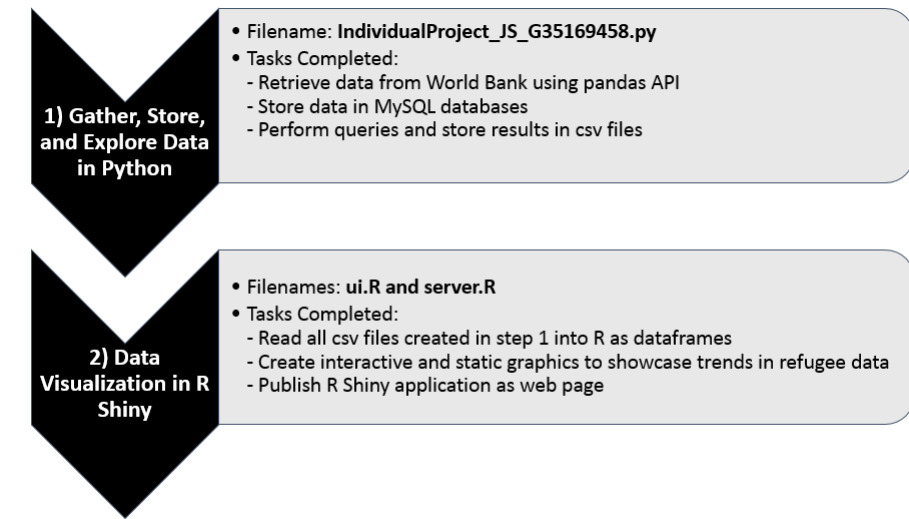 1) Gather, Store,
and Explore Data
in Python
• Filename: IndividualProject_JS_G35169458.py
• Tasks Completed:
- Retrieve data from World Bank using pandas API
- Store data in MySQL databases
- Perform queries and store results in csv files
2) Data
Visualization in R
Shiny
• Filenames: ui.R and server.R
• Tasks Completed:
- Read all csv files created in step 1 into R as dataframes
- Create interactive and static graphics to showcase trends in refugee data
- Publish R Shiny application as web page